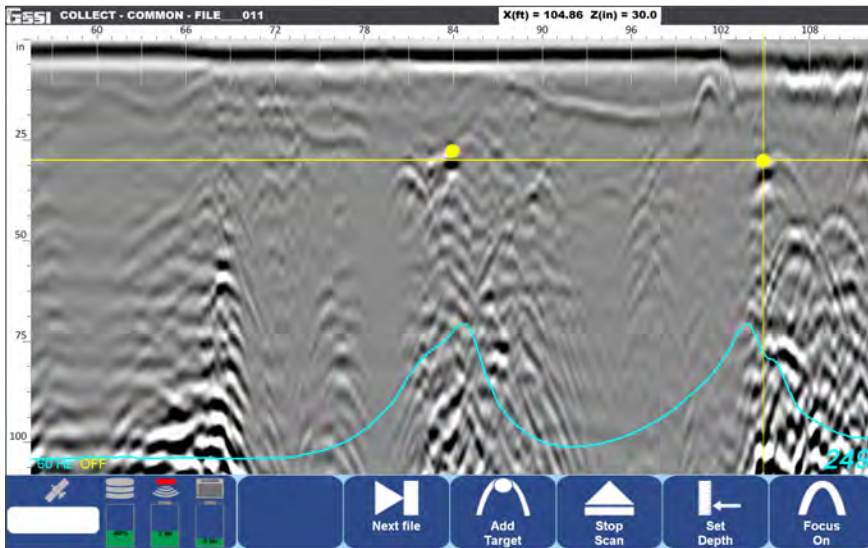 GSSI COLLECT - COMMON - FILE___011 X(ft) = 104.86 Z(in) = 30.0
in 60 66 72 78 84 90 96 102 108
25
50
75
100
60 HZ OFF 249
Next file
Add
Target
Stop
Scan
Set
Depth
Focus
On